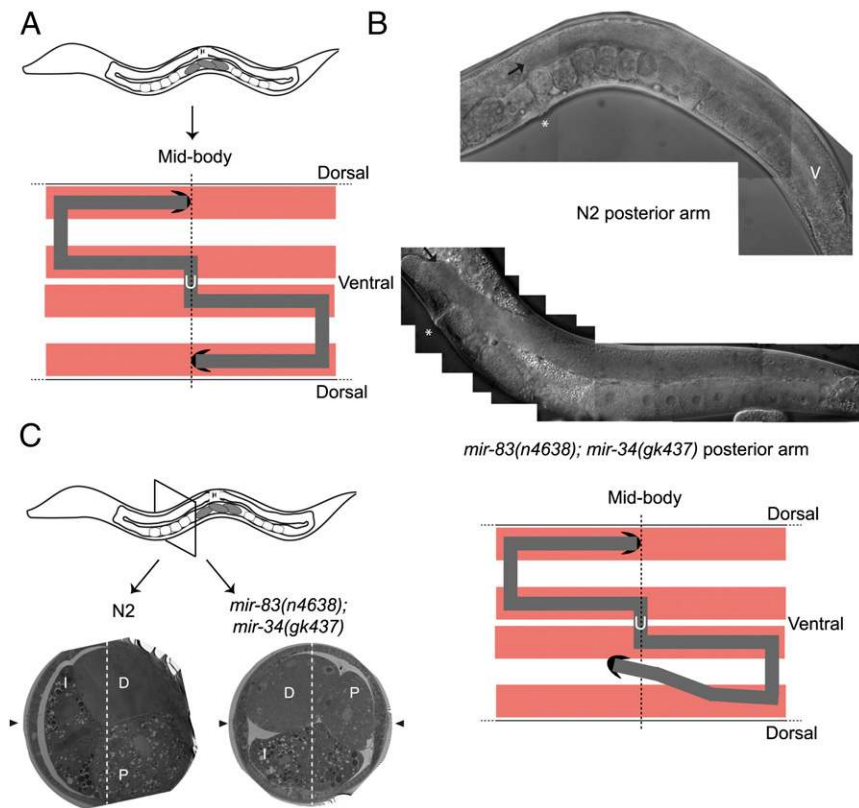 A
Mid-body
Dorsal
Ventral
Dorsal
B
*
V
N2 posterior arm
*
mir-83(n4638); mir-34(gk437) posterior arm
Mid-body
Dorsal
Ventral
Dorsal
C
N2
mir-83(n4638);
mir-34(gk437)
I
D
P
D
P
I